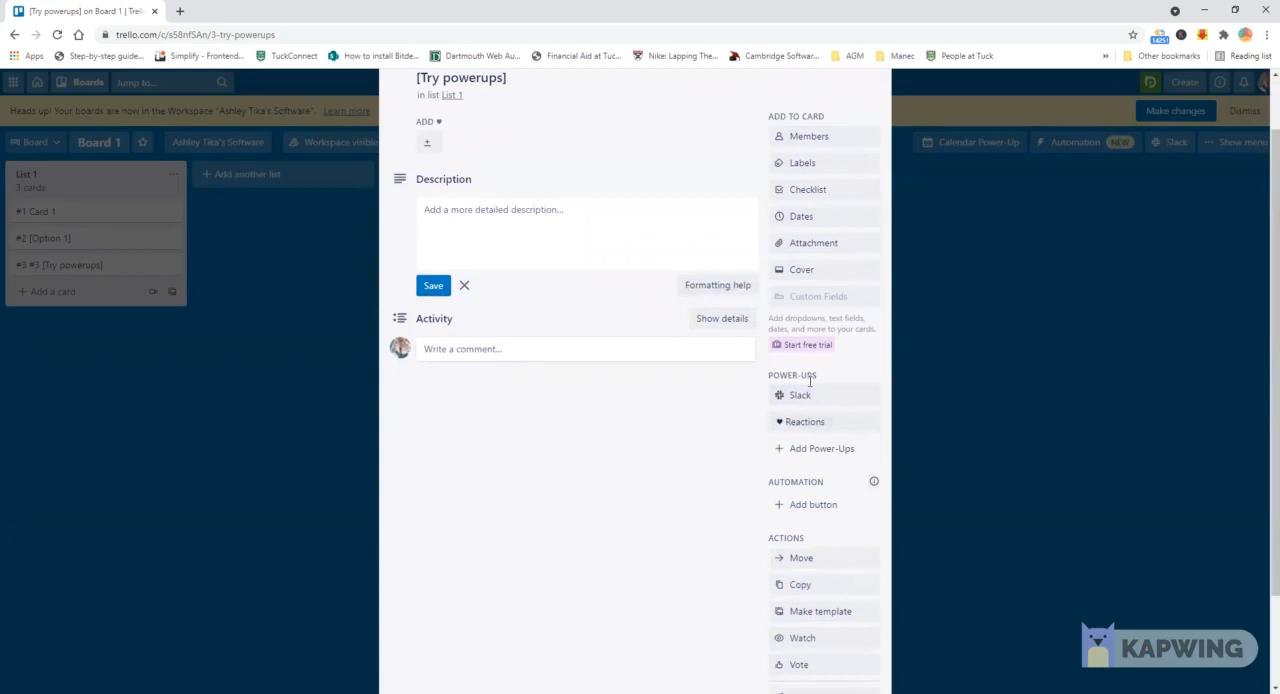 [Try powerups] on Board 1 | Trell
trello.com/c/s58nfSAn/3-try-powerups
14251
Apps
Step-by-step guide...
Simplify - Frontend...
TuckConnect
How to install Bitde...
Dartmouth Web Au...
Financial Aid at Tuc...
Nike: Lapping The...
Cambridge Softwar...
AGM
Manec
People at Tuck
»
Other bookmarks
Reading list
Boards
Jump to...
Create
Heads up! Your boards are now in the Workspace "Ashley Tika's Software". Learn more
Make changes
Dismiss
Board
Board 1
Ashley Tika's Software
Workspace visible
Calendar Power-Up
Automation
NEW
Slack
··· Show menu
List 1
···
3 cards
#1 Card 1
#2 [Option 1]
#3 #3 [Try powerups]
+ Add a card
+ Add another list
[Try powerups]
in list List 1
ADD ♥
+
Description
Add a more detailed description...
Save
Formatting help
Activity
Show details
Write a comment...
ADD TO CARD
Members
Labels
Checklist
Dates
Attachment
Cover
Custom Fields
Add dropdowns, text fields,
dates, and more to your cards.
Start free trial
POWER-UPS
Slack
♥ Reactions
+ Add Power-Ups
AUTOMATION
+ Add button
ACTIONS
→ Move
Copy
Make template
Watch
Vote
KAPWING